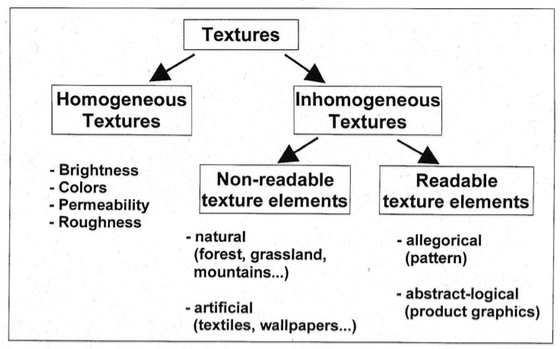 Textures
Homogeneous
Textures
Inhomogeneous
Textures
- Brightness
- Colors
- Permeability
- Roughness
Non-readable
texture elements
Readable
texture elements
- natural
(forest, grassland,
mountains...)
- artificial
(textiles, wallpapers...)
- allegorical
(pattern)
- abstract-logical
(product graphics)